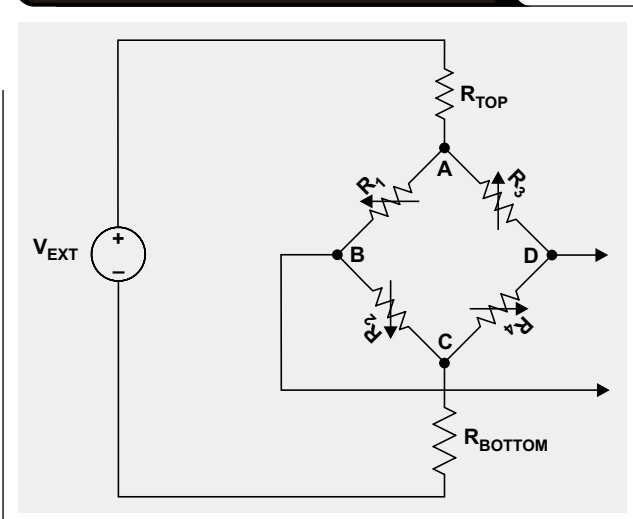 R_TOP
A
R_1
R_3
V_EXT
+
−
B
D
R_2
R_4
C
R_BOTTOM